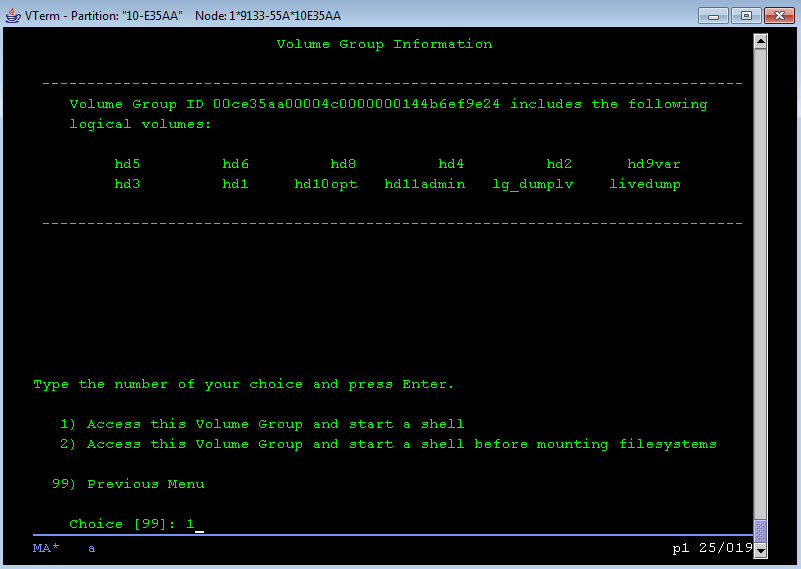 VTerm - Partition: "10-E35AA" Node: 1*9133-55A*10E35AA
Volume Group Information
------------------------------------------------------------------------------
Volume Group ID 00ce35aa00004c0000000144b6ef9e24 includes the following
logical volumes:
hd5 hd6 hd8 hd4 hd2 hd9var
hd3 hd1 hd10opt hd11admin lg_dumplv livedump
------------------------------------------------------------------------------
Type the number of your choice and press Enter.
1) Access this Volume Group and start a shell
2) Access this Volume Group and start a shell before mounting filesystems
99) Previous Menu
Choice [99]: 1_
MA* a p1 25/019